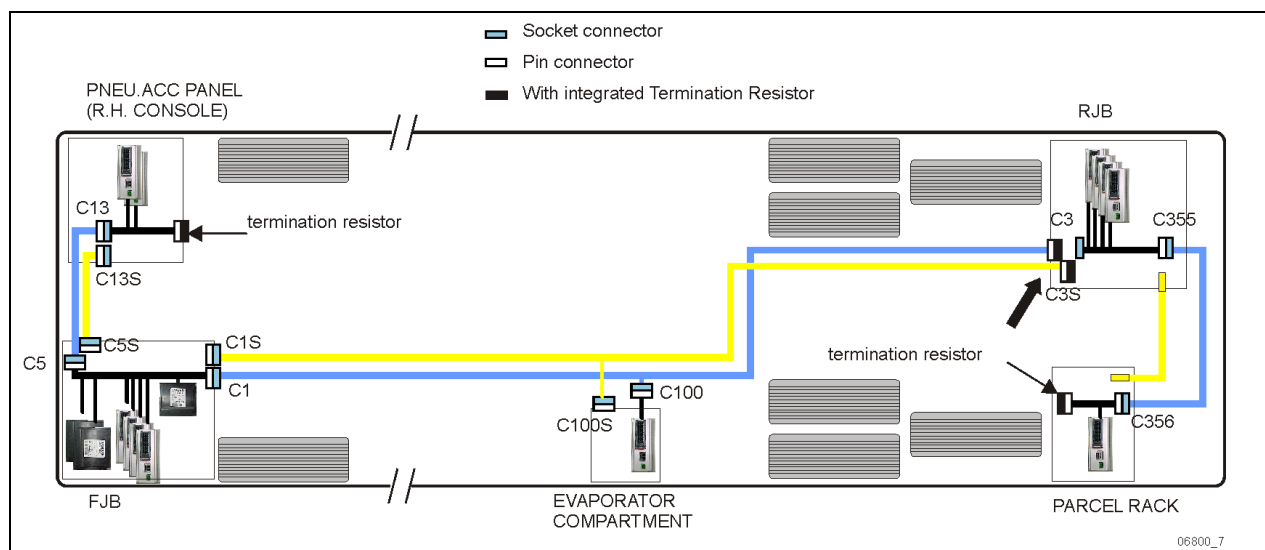 Socket connector
Pin connector
With integrated Termination Resistor
PNEU.ACC PANEL
(R.H. CONSOLE)
RJB
C13
termination resistor
C3
C355
C13S
C3S
C5S
C1S
C5
C1
termination resistor
C100
C100S
C356
FJB
EVAPORATOR
COMPARTMENT
PARCEL RACK
06800_7